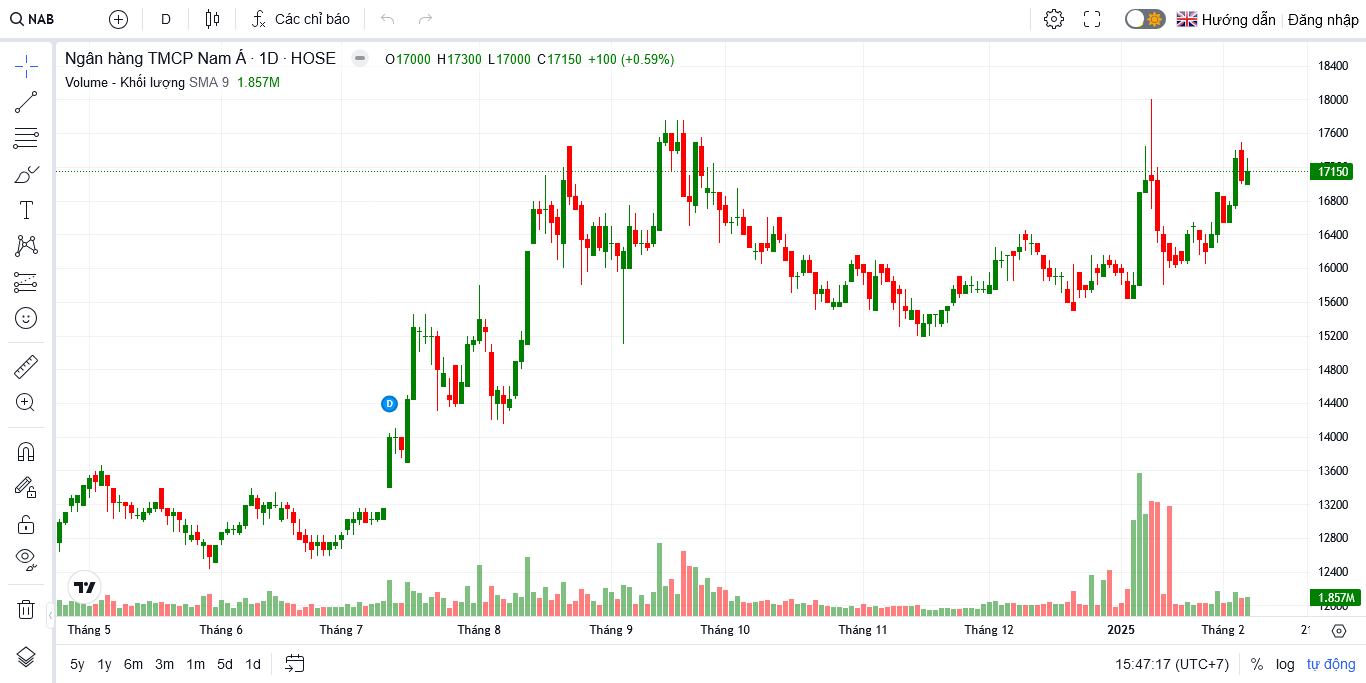 NAB D Các chỉ báo Hướng dẫn Đăng nhập
Ngân hàng TMCP Nam Á · 1D · HOSE O17000 H17300 L17000 C17150 +100 (+0.59%)
Volume - Khối lượng SMA 9 1.857M
18400
18000
17600
17150
16800
16400
16000
15600
15200
14800
14400
D
14000
13600
13200
12800
12400
1.857M
12000
Tháng 5 Tháng 6 Tháng 7 Tháng 8 Tháng 9 Tháng 10 Tháng 11 Tháng 12 2025 Tháng 2
5y 1y 6m 3m 1m 5d 1d 15:47:17 (UTC+7) % log tự động